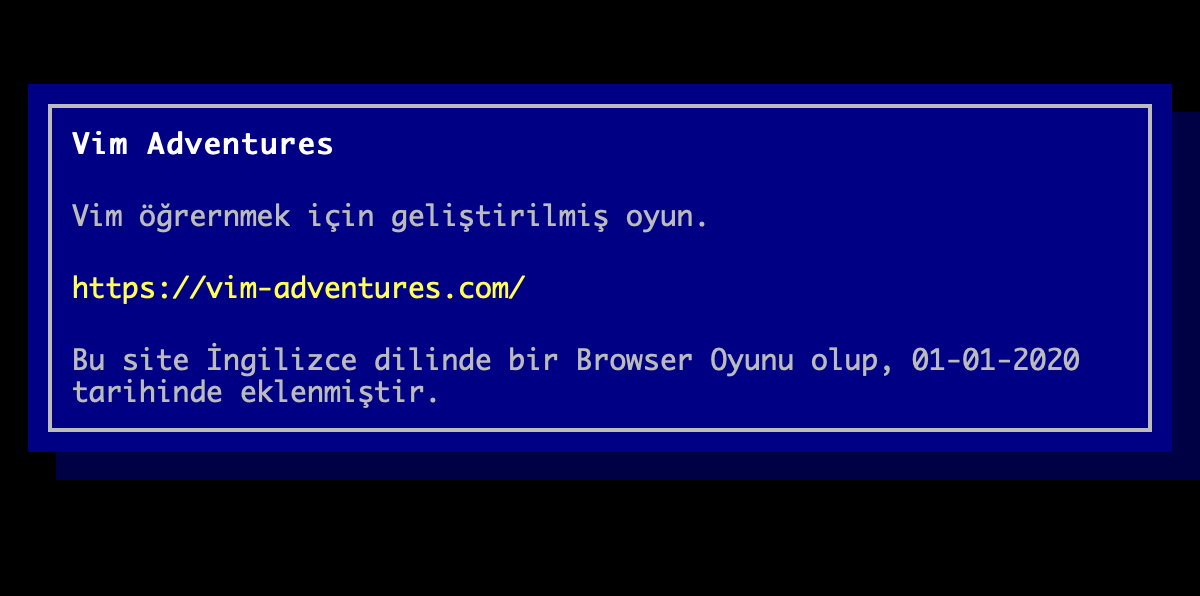 Vim Adventures
Vim öğrernmek için geliştirilmiş oyun.
https://vim-adventures.com/
Bu site İngilizce dilinde bir Browser Oyunu olup, 01-01-2020
tarihinde eklenmiştir.